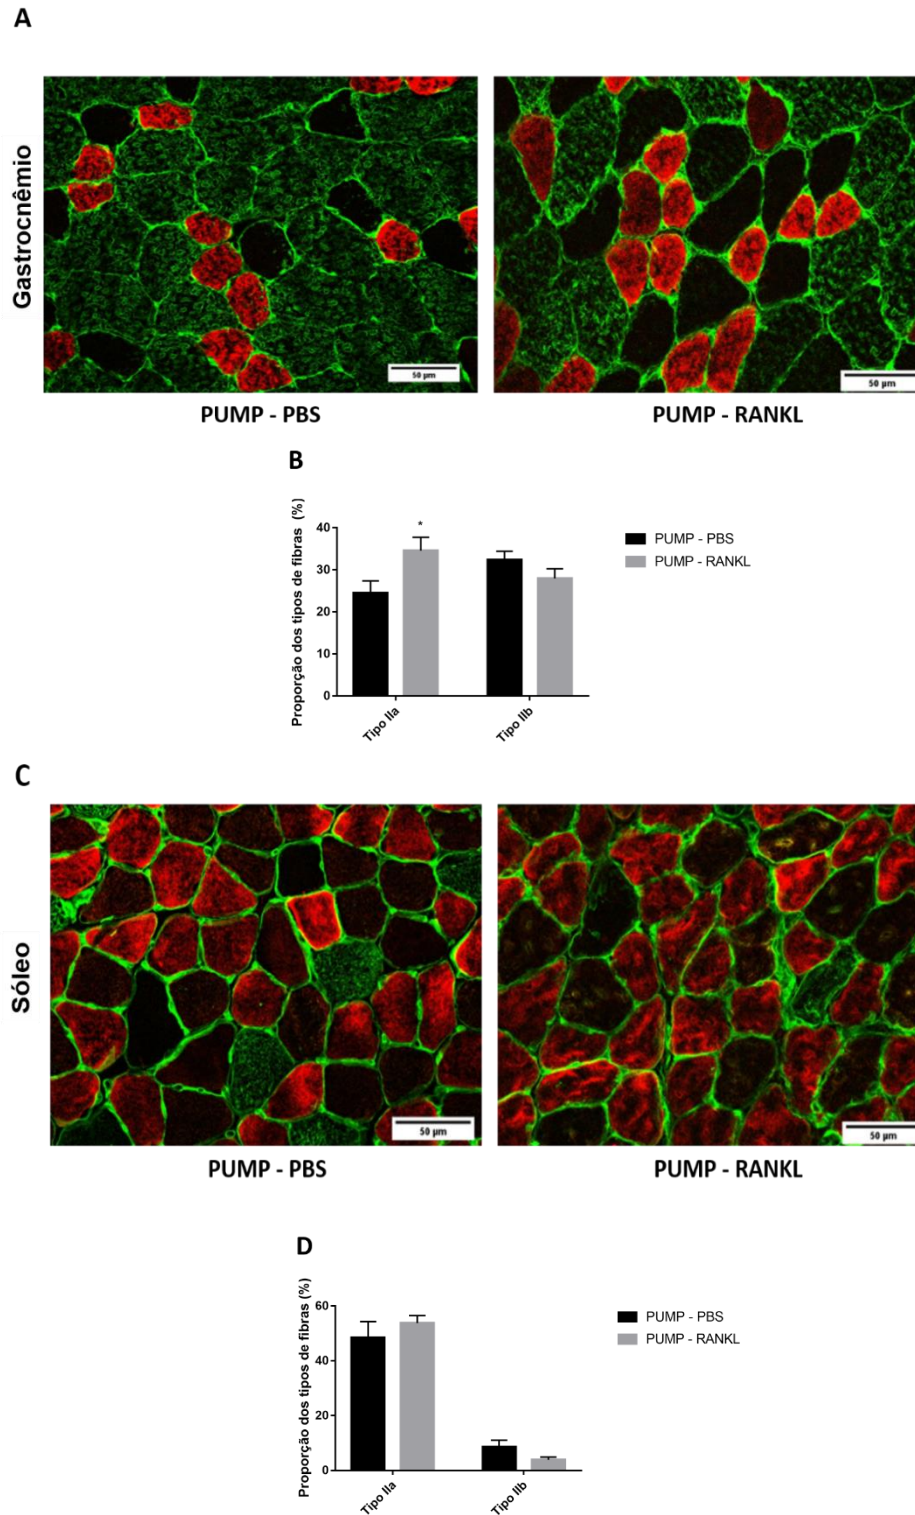 A
Gastrocnêmio
50 µm
50 µm
PUMP - PBS
PUMP - RANKL
B
Proporção dos tipos de fibras (%)
40
30
20
10
0
*
Tipo IIa
Tipo IIb
PUMP - PBS
PUMP - RANKL
C
Sóleo
50 µm
50 µm
PUMP - PBS
PUMP - RANKL
D
Proporção dos tipos de fibras (%)
60
40
20
0
Tipo IIa
Tipo IIb
PUMP - PBS
PUMP - RANKL